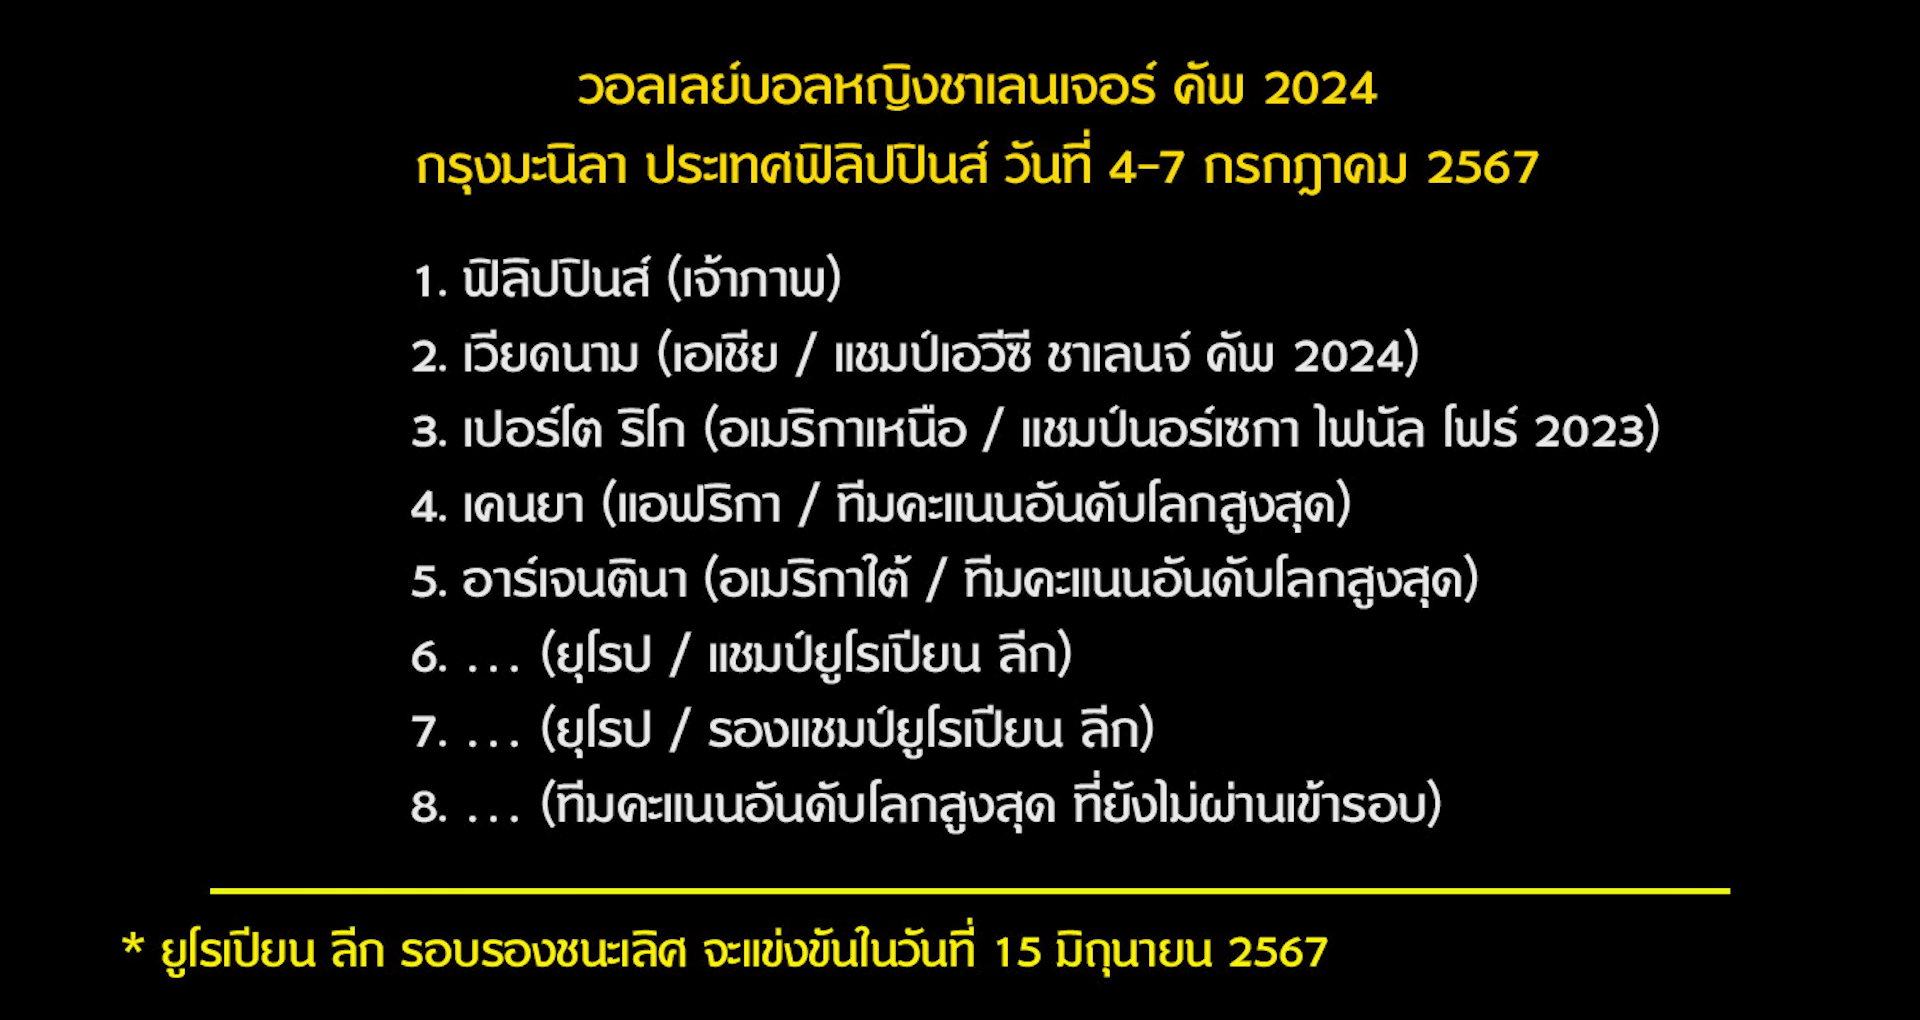 วอลเลย์บอลหญิงชาเลนเจอร์ คัพ 2024
กรุงมะนิลา ประเทศฟิลิปปินส์ วันที่ 4-7 กรกฎาคม 2567
1. ฟิลิปปินส์ (เจ้าภาพ)
2. เวียดนาม (เอเชีย / แชมป์เอวีซี ชาเลนจ์ คัพ 2024)
3. เปอร์โต ริโก (อเมริกาเหนือ / แชมป์นอร์เซกา ไฟนัล โฟร์ 2023)
4. เคนยา (แอฟริกา / ทีมคะแนนอันดับโลกสูงสุด)
5. อาร์เจนตินา (อเมริกาใต้ / ทีมคะแนนอันดับโลกสูงสุด)
6. ... (ยุโรป / แชมป์ยูโรเปียน ลีก)
7. ... (ยุโรป / รองแชมป์ยูโรเปียน ลีก)
8. ... (ทีมคะแนนอันดับโลกสูงสุด ที่ยังไม่ผ่านเข้ารอบ)
* ยูโรเปียน ลีก รอบรองชนะเลิศ จะแข่งขันในวันที่ 15 มิถุนายน 2567